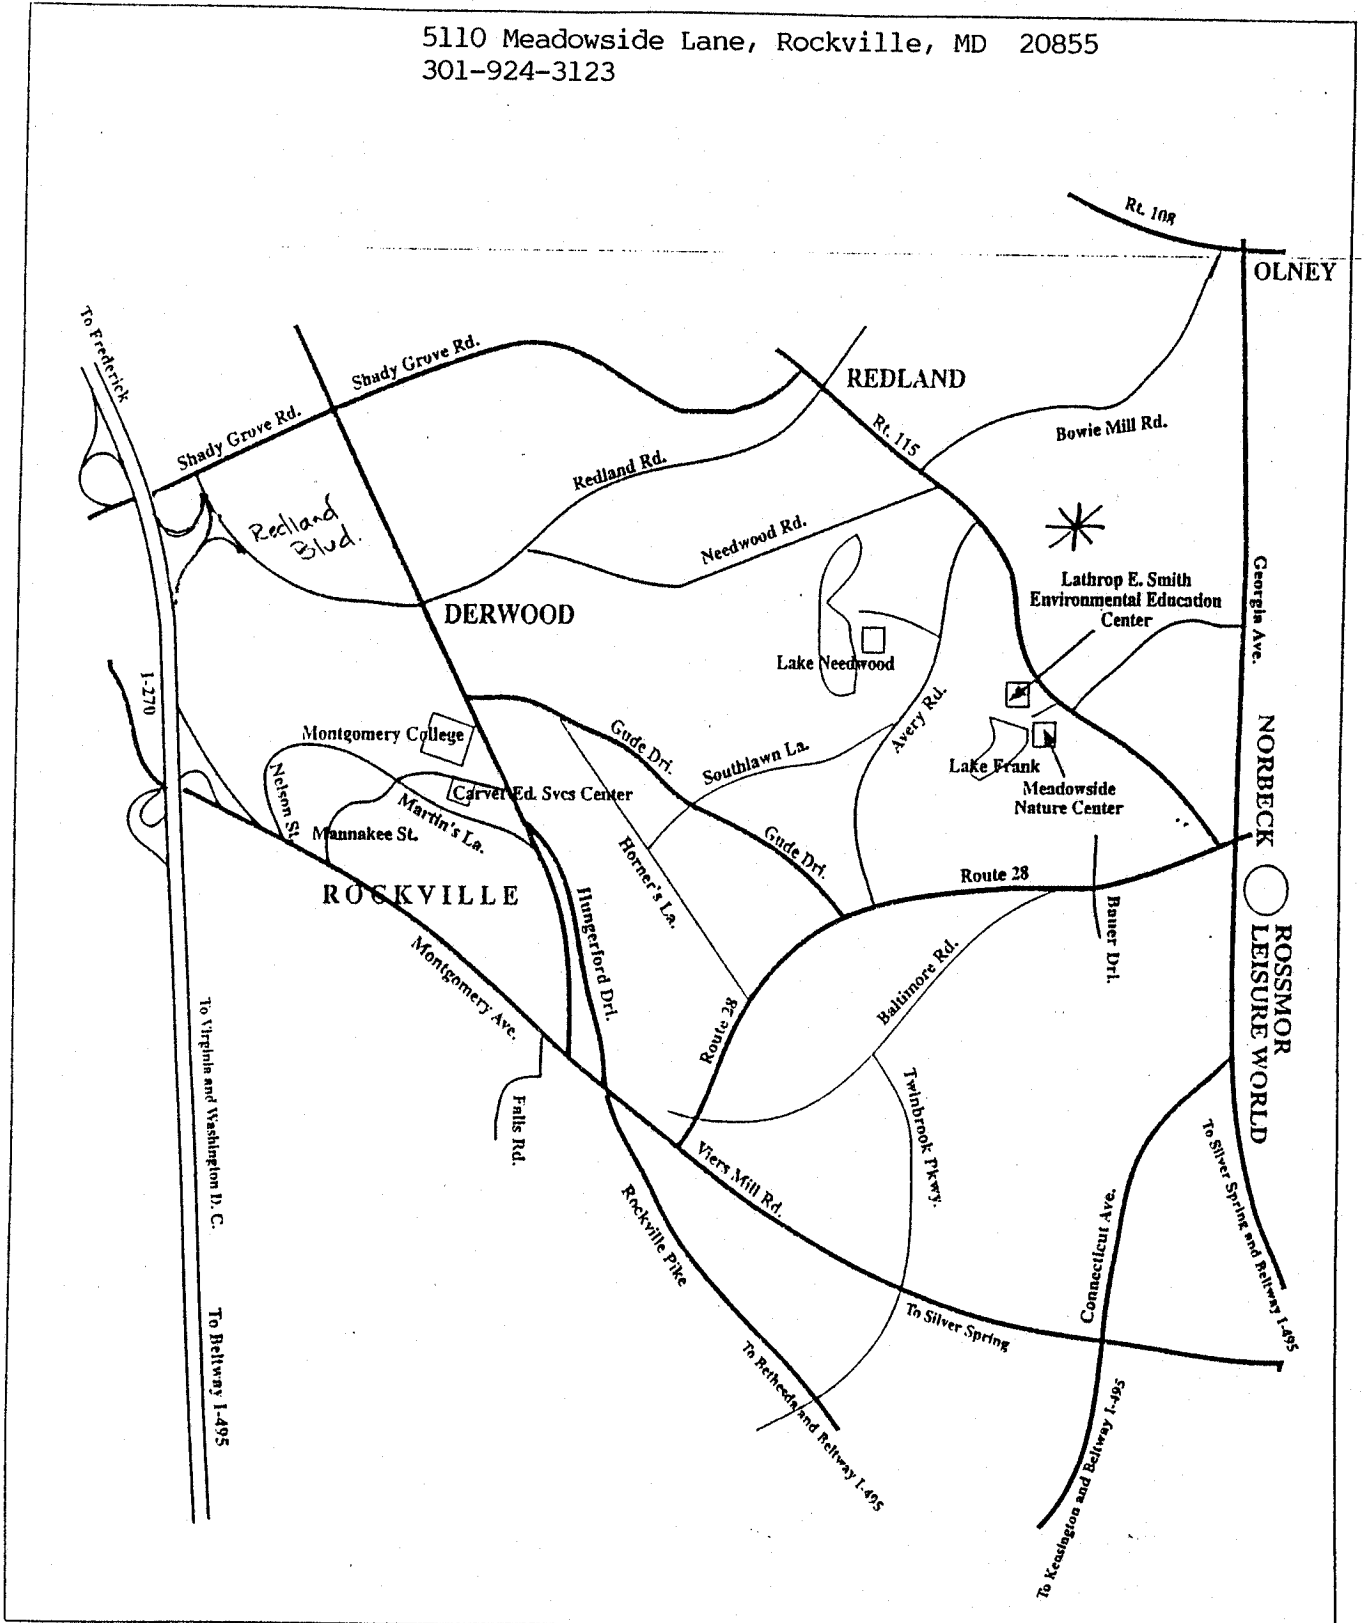 5110 Meadowside Lane, Rockville, MD  20855
301-924-3123
Rt. 108
OLNEY
To Frederick
Shady Grove Rd.
Shady Grove Rd.
REDLAND
Rt. 115
Bowie Mill Rd.
Redland Rd.
Redland
Blvd.
Needwood Rd.
Lathrop E. Smith
Environmental Education
Center
Georgia Ave.
DERWOOD
Lake Needwood
I-270
Montgomery College
Gude Dri.
Southlawn La.
Avery Rd.
Lake Frank
Meadowside
Nature Center
NORBECK
Nelson St.
Carver Ed. Svcs Center
Martin's La.
Mannakee St.
Horner's La.
Gude Dri.
Route 28
ROCKVILLE
Hungerford Dri.
Bauer Dri.
ROSSMOR
LEISURE WORLD
Montgomery Ave.
Baltimore Rd.
Route 28
To Virginia and Washington D. C.
Falls Rd.
Twinbrook Pkwy.
Viers Mill Rd.
To Silver Spring and Beltway I-495
Rockville Pike
Connecticut Ave.
To Silver Spring
To Beltway I-495
To Bethesda and Beltway I-495
To Kensington and Beltway I-495